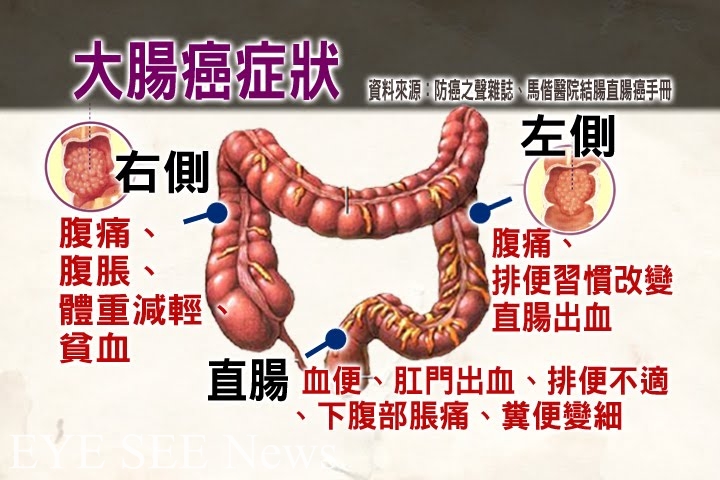 大腸癌症狀
資料來源：防癌之聲雜誌、馬偕醫院結腸直腸癌手冊
右側
腹痛、
腹脹、
體重減輕、
貧血
左側
腹痛、
排便習慣改變
直腸出血
直腸
血便、肛門出血、排便不適
、下腹部脹痛、糞便變細
EYE SEE News